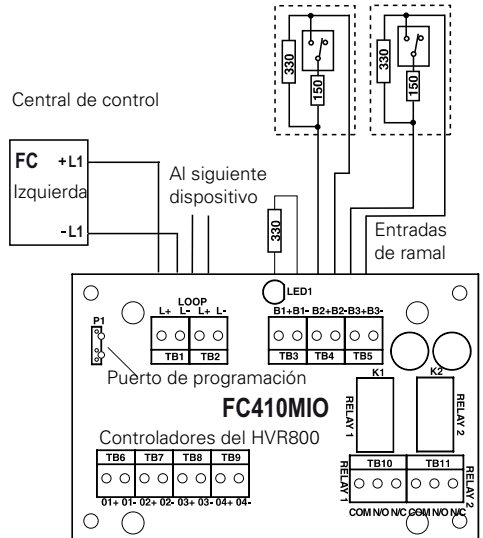 330
150
330
150
Central de control
FC +L1
Izquierda
-L1
Al siguiente
dispositivo
330
Entradas
de ramal
LED1
LOOP
L+ L- L+ L-
TB1 TB2
B1+B1- B2+B2- B3+B3-
TB3 TB4 TB5
P1
Puerto de programación
K1 K2
RELAY 1
RELAY 2
FC410MIO
Controladores del HVR800
TB6 TB7 TB8 TB9
01+ 01- 02+ 02- 03+ 03- 04+ 04-
RELAY 1
TB10 TB11
RELAY 2
COM N/O N/C COM N/O N/C